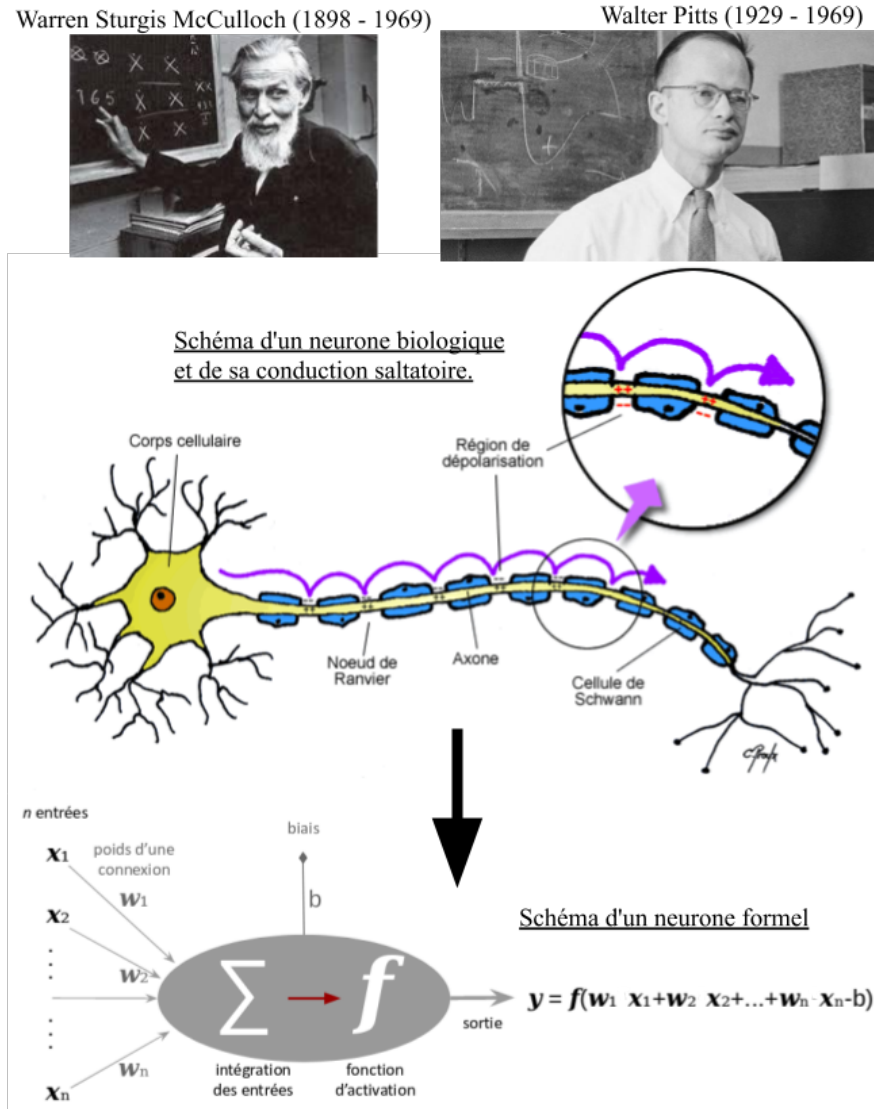 Warren Sturgis McCulloch (1898 - 1969)
Walter Pitts (1929 - 1969)
165
Schéma d'un neurone biologique
et de sa conduction saltatoire.
Corps cellulaire
Région de
dépolarisation
Noeud de
Ranvier
Axone
Cellule de
Schwann
n entrées
x1
poids d'une
connexion
w1
x2
w2
wn
xn
biais
b
∑
f
intégration
des entrées
fonction
d'activation
sortie
Schéma d'un neurone formel
y = f(w1 x1+w2 x2+...+wn xn-b)